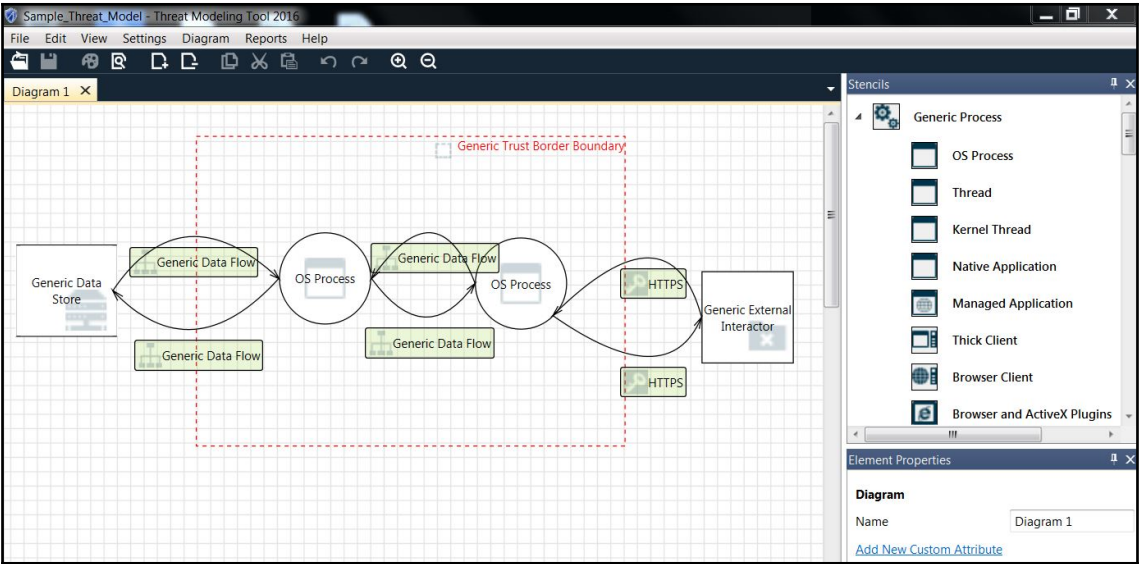 Sample_Threat_Model - Threat Modeling Tool 2016
File Edit View Settings Diagram Reports Help
Diagram 1
Generic Trust Border Boundary
Generic Data Flow
Generic Data Flow
HTTPS
Generic Data
Store
OS Process
OS Process
Generic External
Interactor
Generic Data Flow
Generic Data Flow
HTTPS
Stencils
Generic Process
OS Process
Thread
Kernel Thread
Native Application
Managed Application
Thick Client
Browser Client
Browser and ActiveX Plugins
Element Properties
Diagram
Name Diagram 1
Add New Custom Attribute